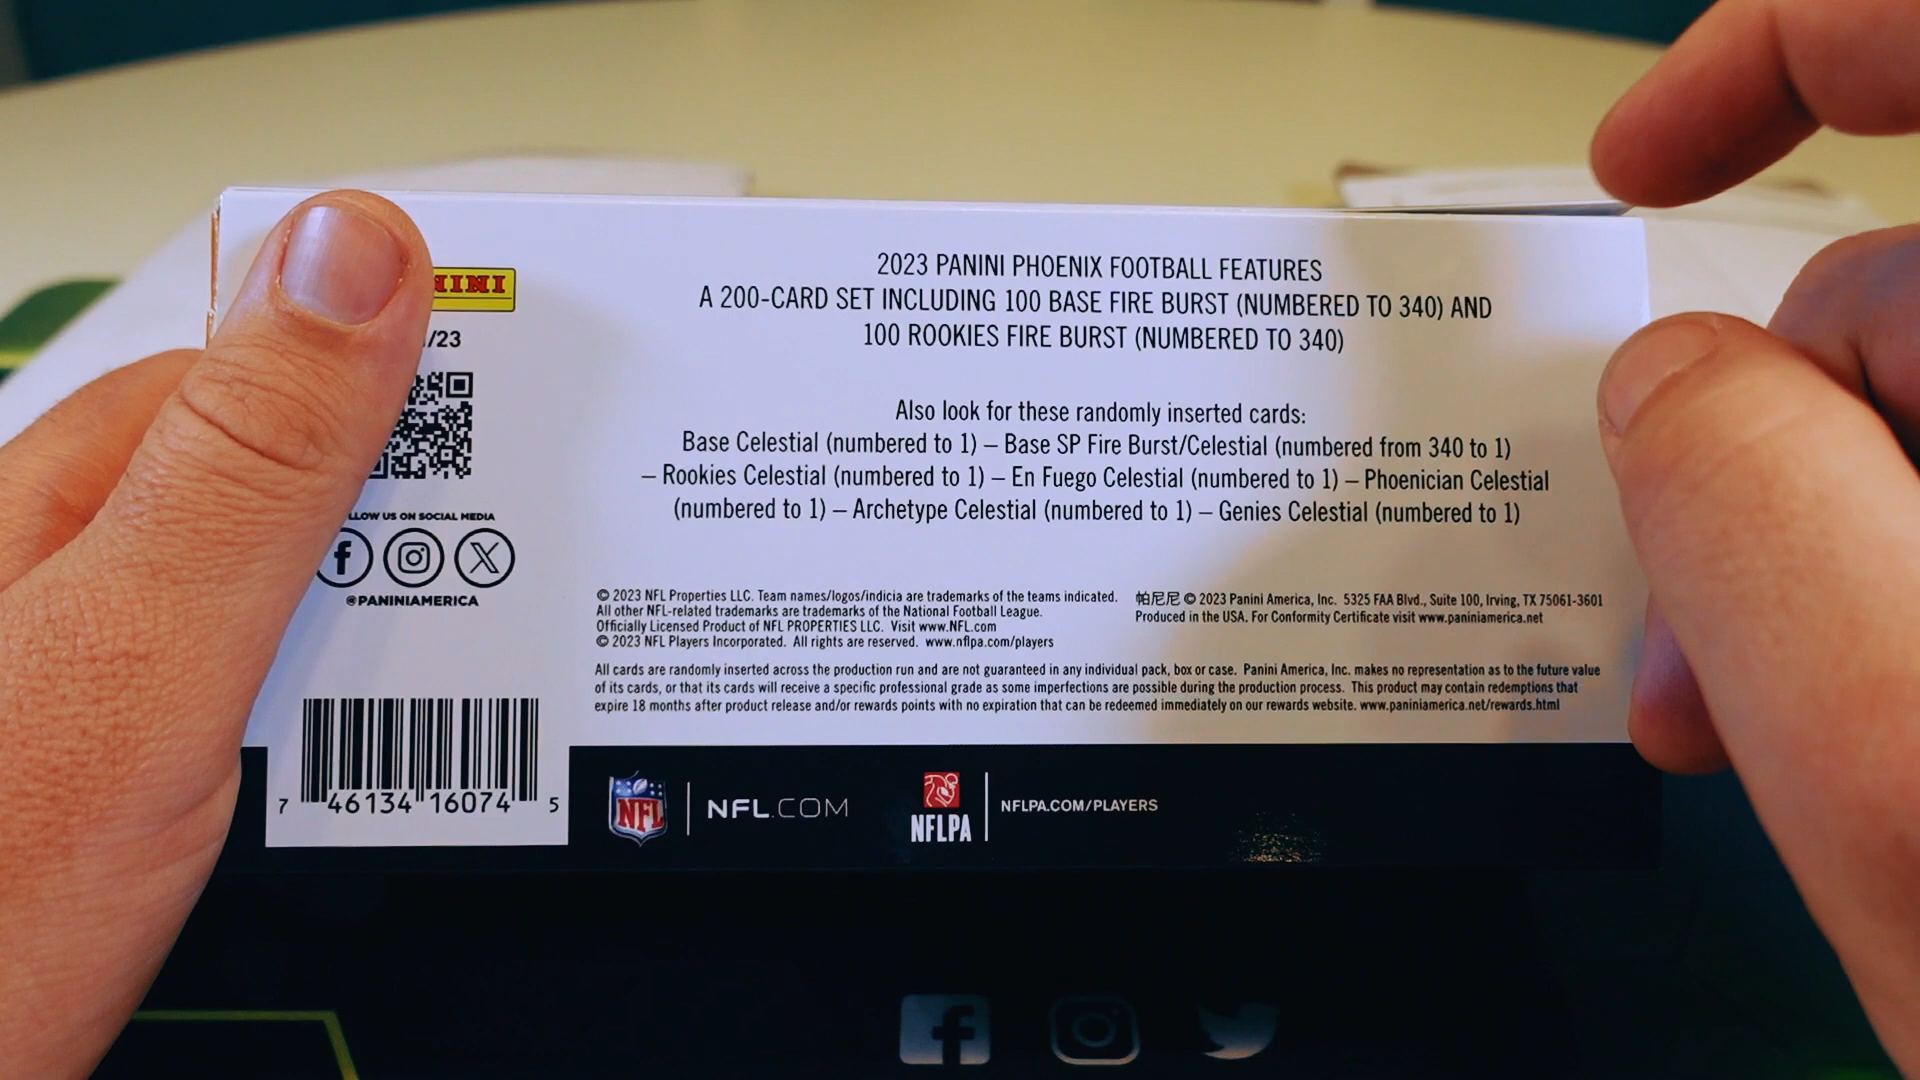 2023 PANINI PHOENIX FOOTBALL FEATURES
A 200-CARD SET INCLUDING 100 BASE FIRE BURST (NUMBERED TO 340) AND
100 ROOKIES FIRE BURST (NUMBERED TO 340)
Also look for these randomly inserted cards:
Base Celestial (numbered to 1) – Base SP Fire Burst/Celestial (numbered from 340 to 1)
– Rookies Celestial (numbered to 1) – En Fuego Celestial (numbered to 1) – Phoenician Celestial
(numbered to 1) – Archetype Celestial (numbered to 1) – Genies Celestial (numbered to 1)
/23
US ON SOCIAL MEDIA
@PANINIAMERICA
© 2023 NFL Properties LLC. Team names/logos/indicia are trademarks of the teams indicated.
All other NFL-related trademarks are trademarks of the National Football League.
Officially Licensed Product of NFL PROPERTIES LLC. Visit www.NFL.com
© 2023 NFL Players Incorporated. All rights are reserved. www.nflpa.com/players
帕尼尼 © 2023 Panini America, Inc. 5325 FAA Blvd., Suite 100, Irving, TX 75061-3601
Produced in the USA. For Conformity Certificate visit www.paniniamerica.net
All cards are randomly inserted across the production run and are not guaranteed in any individual pack, box or case. Panini America, Inc. makes no representation as to the future value
of its cards, or that its cards will receive a specific professional grade as some imperfections are possible during the production process. This product may contain redemptions that
expire 18 months after product release and/or rewards points with no expiration that can be redeemed immediately on our rewards website. www.paniniamerica.net/rewards.html
7 46134 16074 5
NFL
NFL.COM
NFLPA
NFLPA.COM/PLAYERS